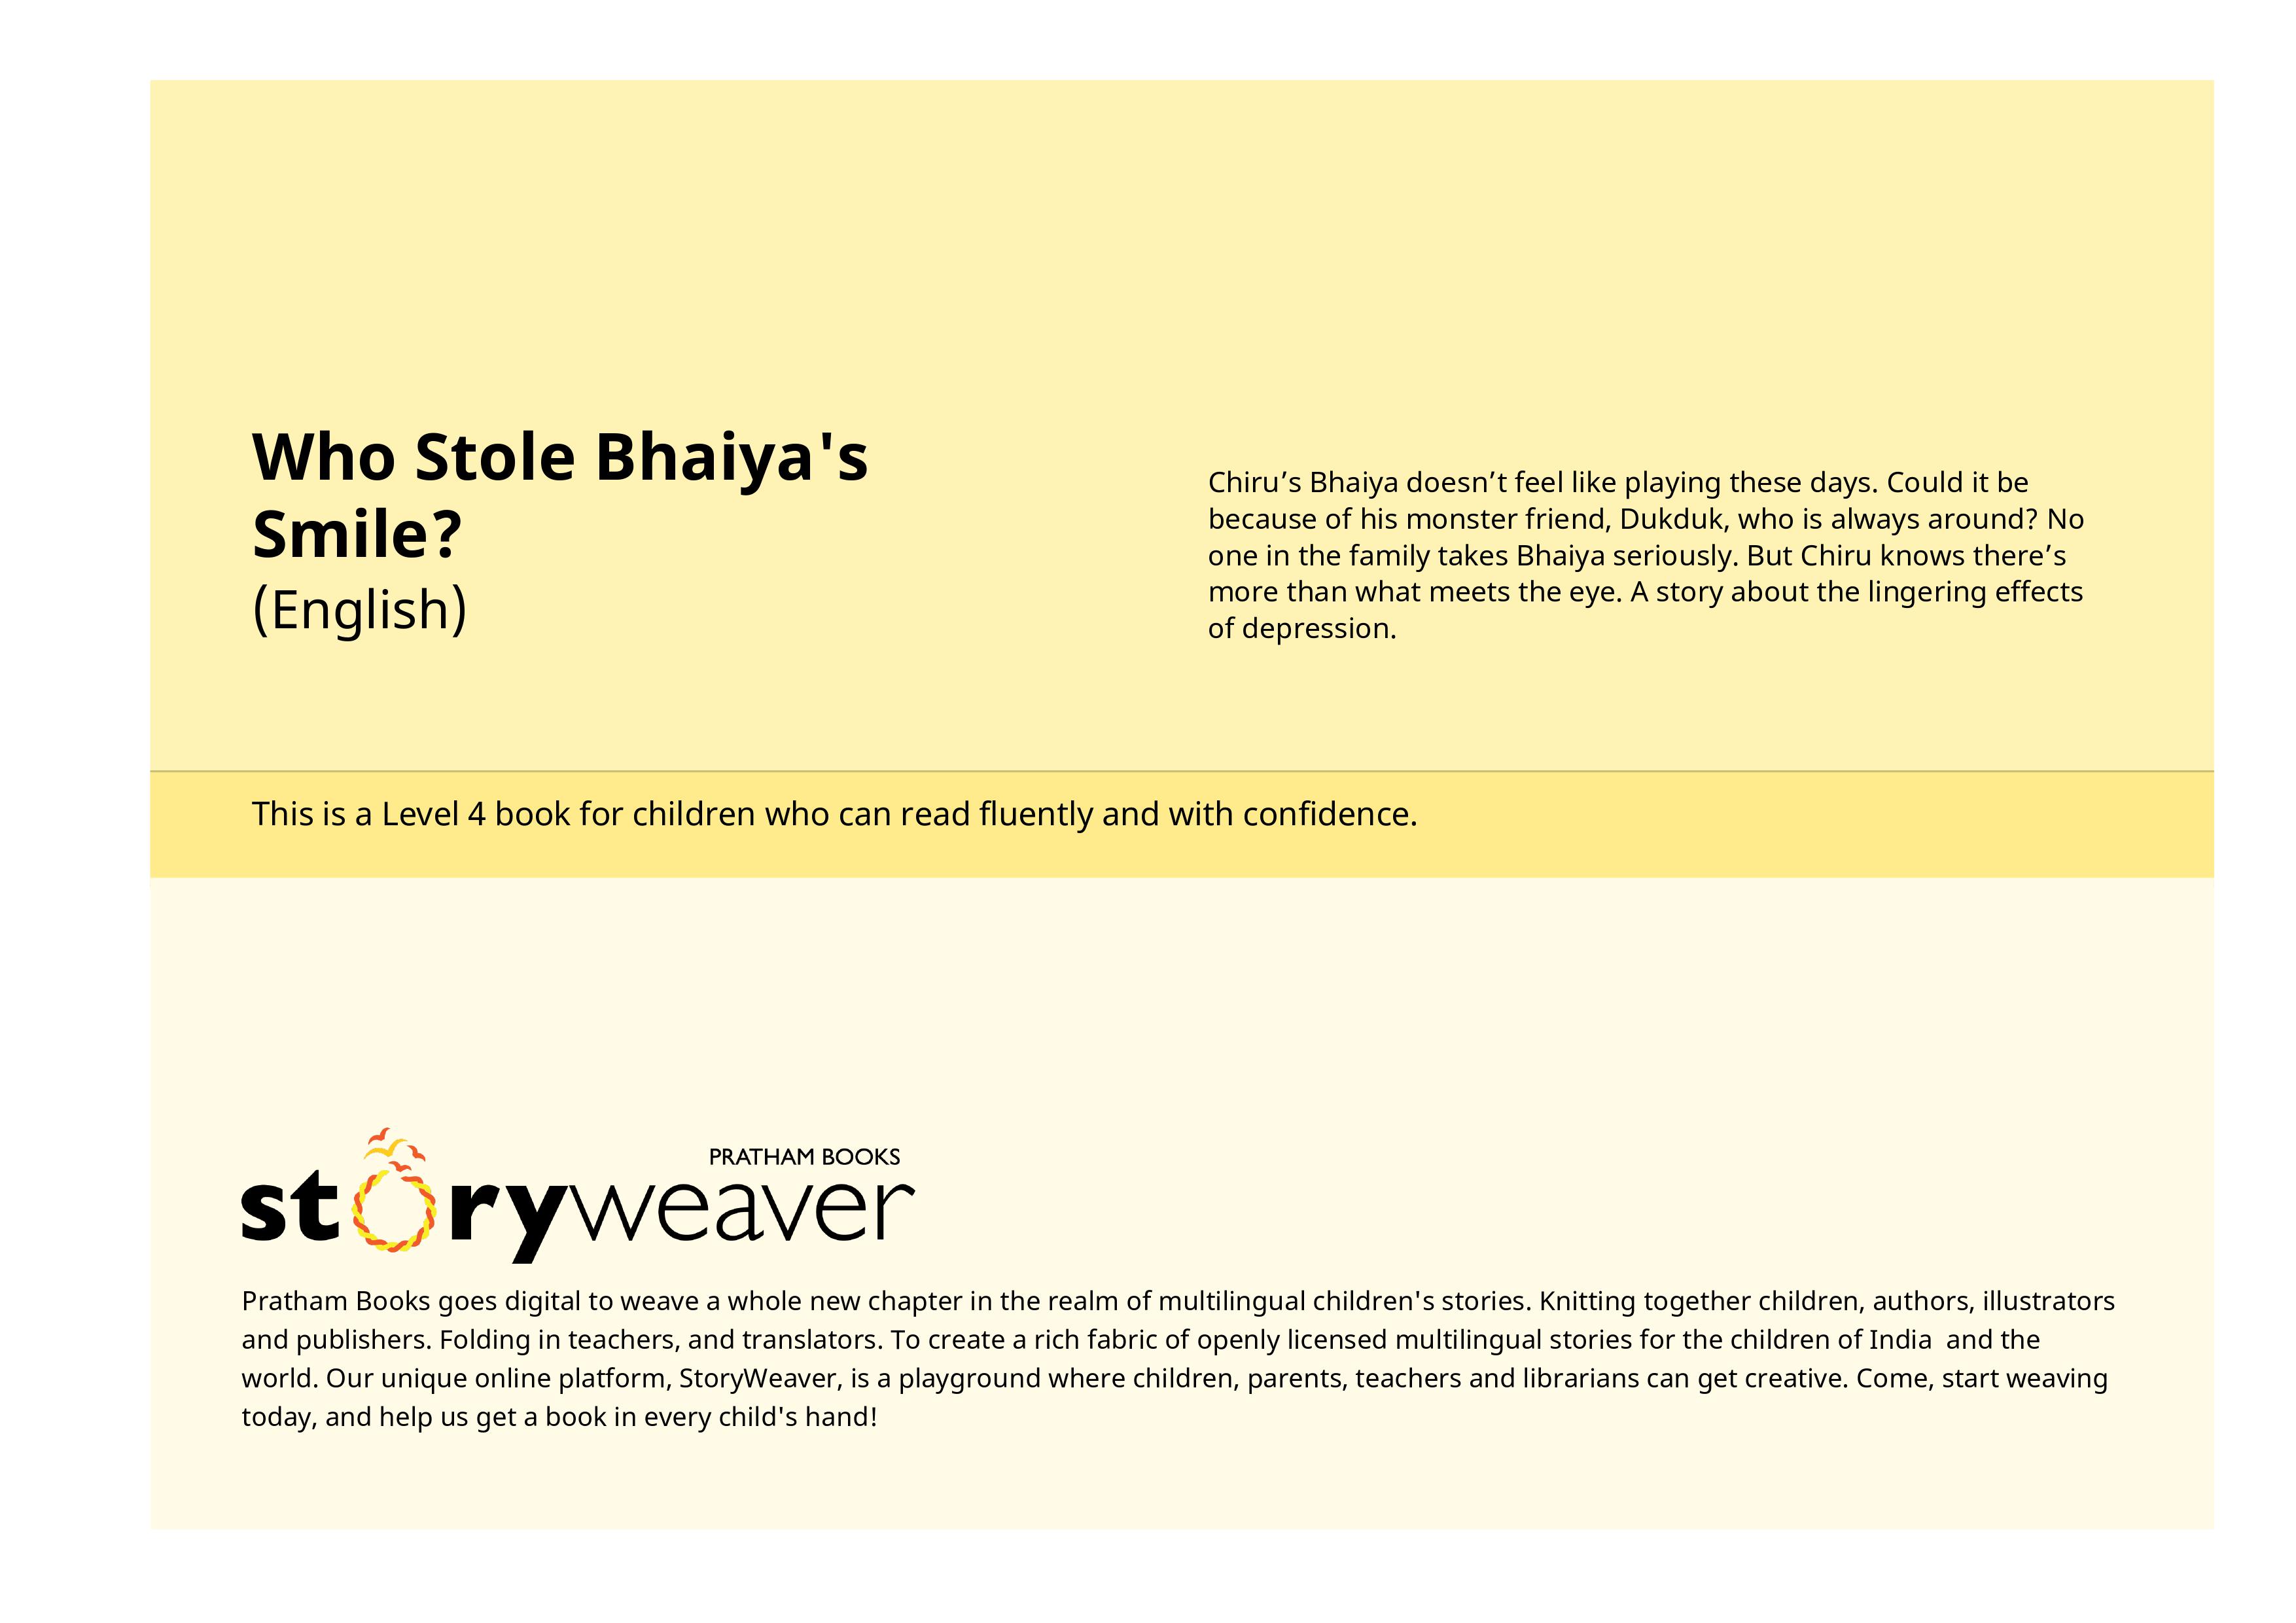 Who Stole Bhaiya's
Smile?
(English)
Chiru’s Bhaiya doesn’t feel like playing these days. Could it be
because of his monster friend, Dukduk, who is always around? No
one in the family takes Bhaiya seriously. But Chiru knows there’s
more than what meets the eye. A story about the lingering effects
of depression.
This is a Level 4 book for children who can read fluently and with confidence.
PRATHAM BOOKS
storyweaver
Pratham Books goes digital to weave a whole new chapter in the realm of multilingual children's stories. Knitting together children, authors, illustrators
and publishers. Folding in teachers, and translators. To create a rich fabric of openly licensed multilingual stories for the children of India  and the
world. Our unique online platform, StoryWeaver, is a playground where children, parents, teachers and librarians can get creative. Come, start weaving
today, and help us get a book in every child's hand!